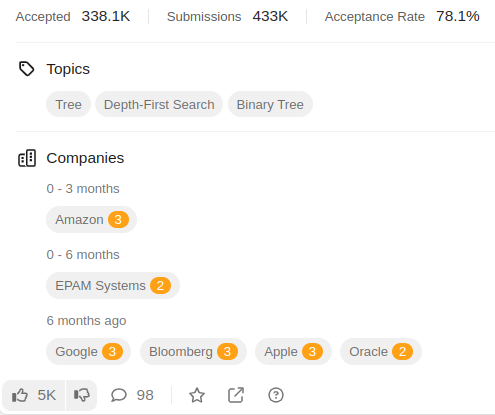 Accepted 338.1K Submissions 433K Acceptance Rate 78.1%
Topics
Tree Depth-First Search Binary Tree
Companies
0 - 3 months
Amazon 3
0 - 6 months
EPAM Systems 2
6 months ago
Google 3 Bloomberg 3 Apple 3 Oracle 2
5K 98